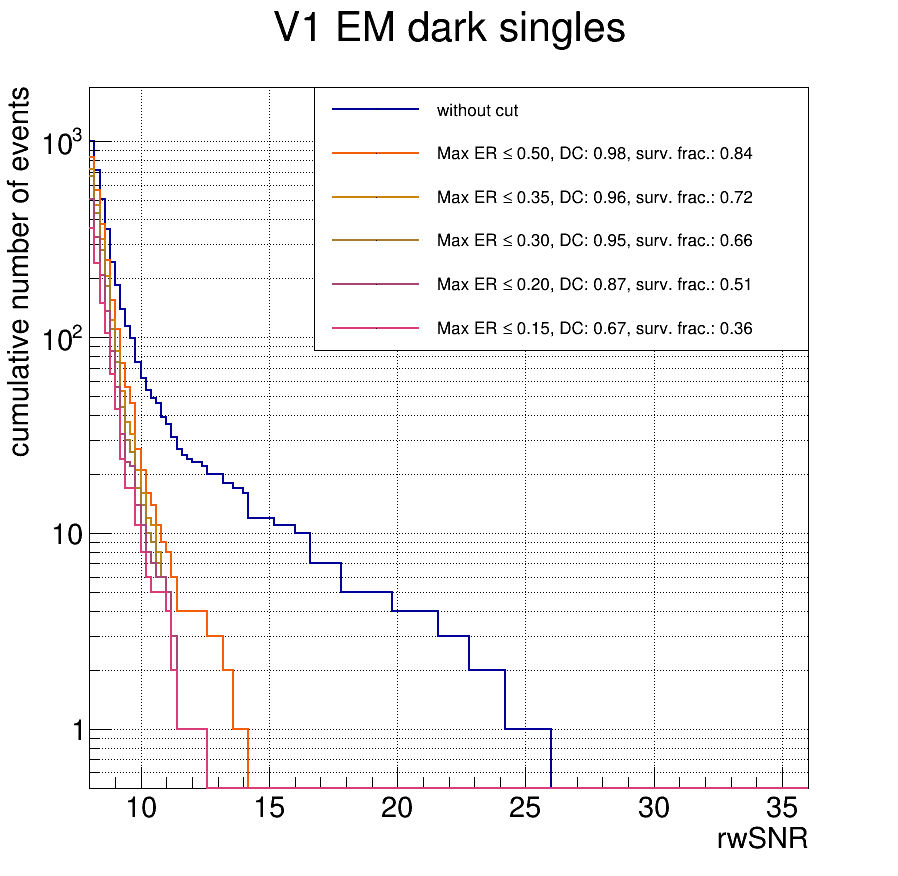 V1 EM dark singles
cumulative number of events
10³
10²
10
1
without cut
Max ER ≤ 0.50, DC: 0.98, surv. frac.: 0.84
Max ER ≤ 0.35, DC: 0.96, surv. frac.: 0.72
Max ER ≤ 0.30, DC: 0.95, surv. frac.: 0.66
Max ER ≤ 0.20, DC: 0.87, surv. frac.: 0.51
Max ER ≤ 0.15, DC: 0.67, surv. frac.: 0.36
10 15 20 25 30 35
rwSNR